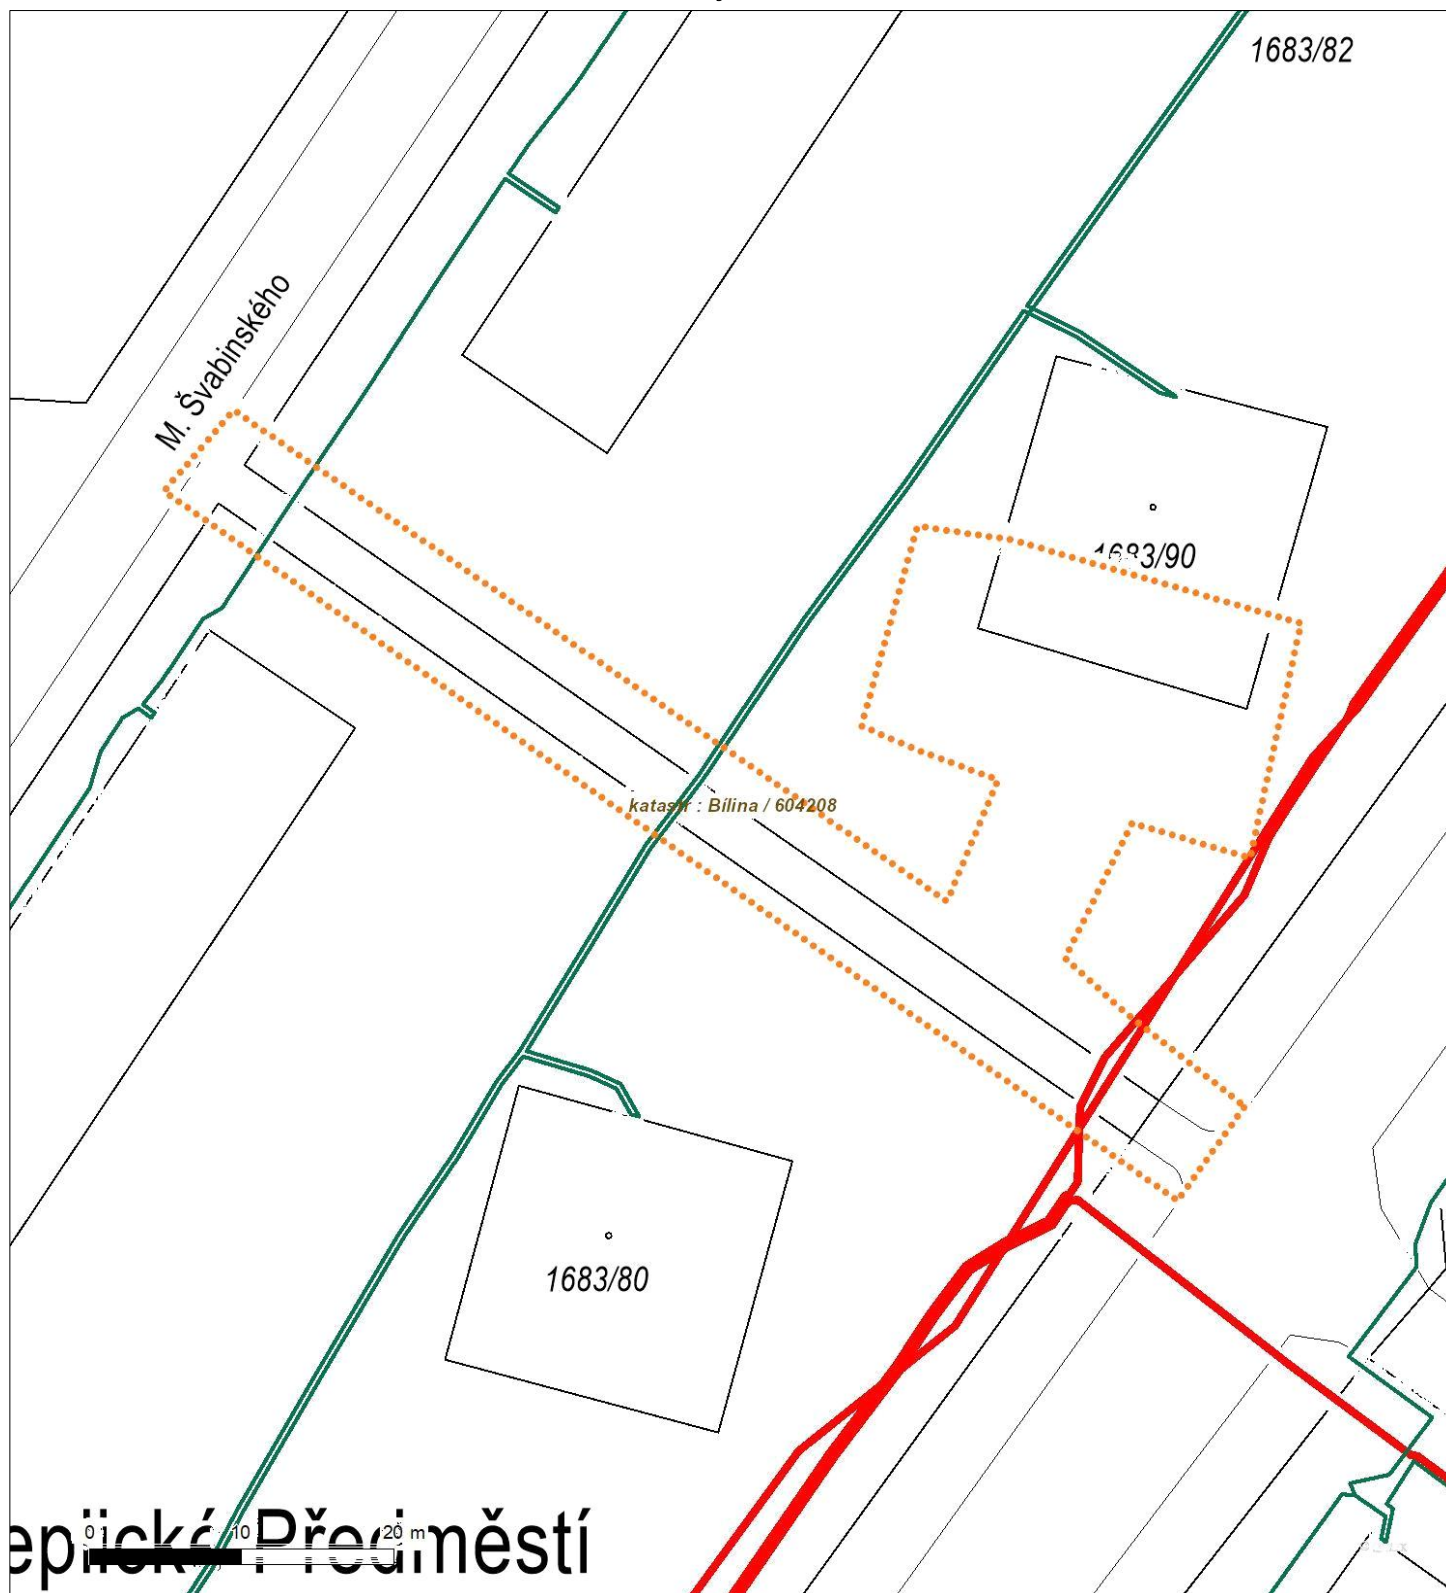 1683/82
M. Švabinského
1683/90
katastr : Bílina / 604208
1683/80
Předměstí
0 10 20 m